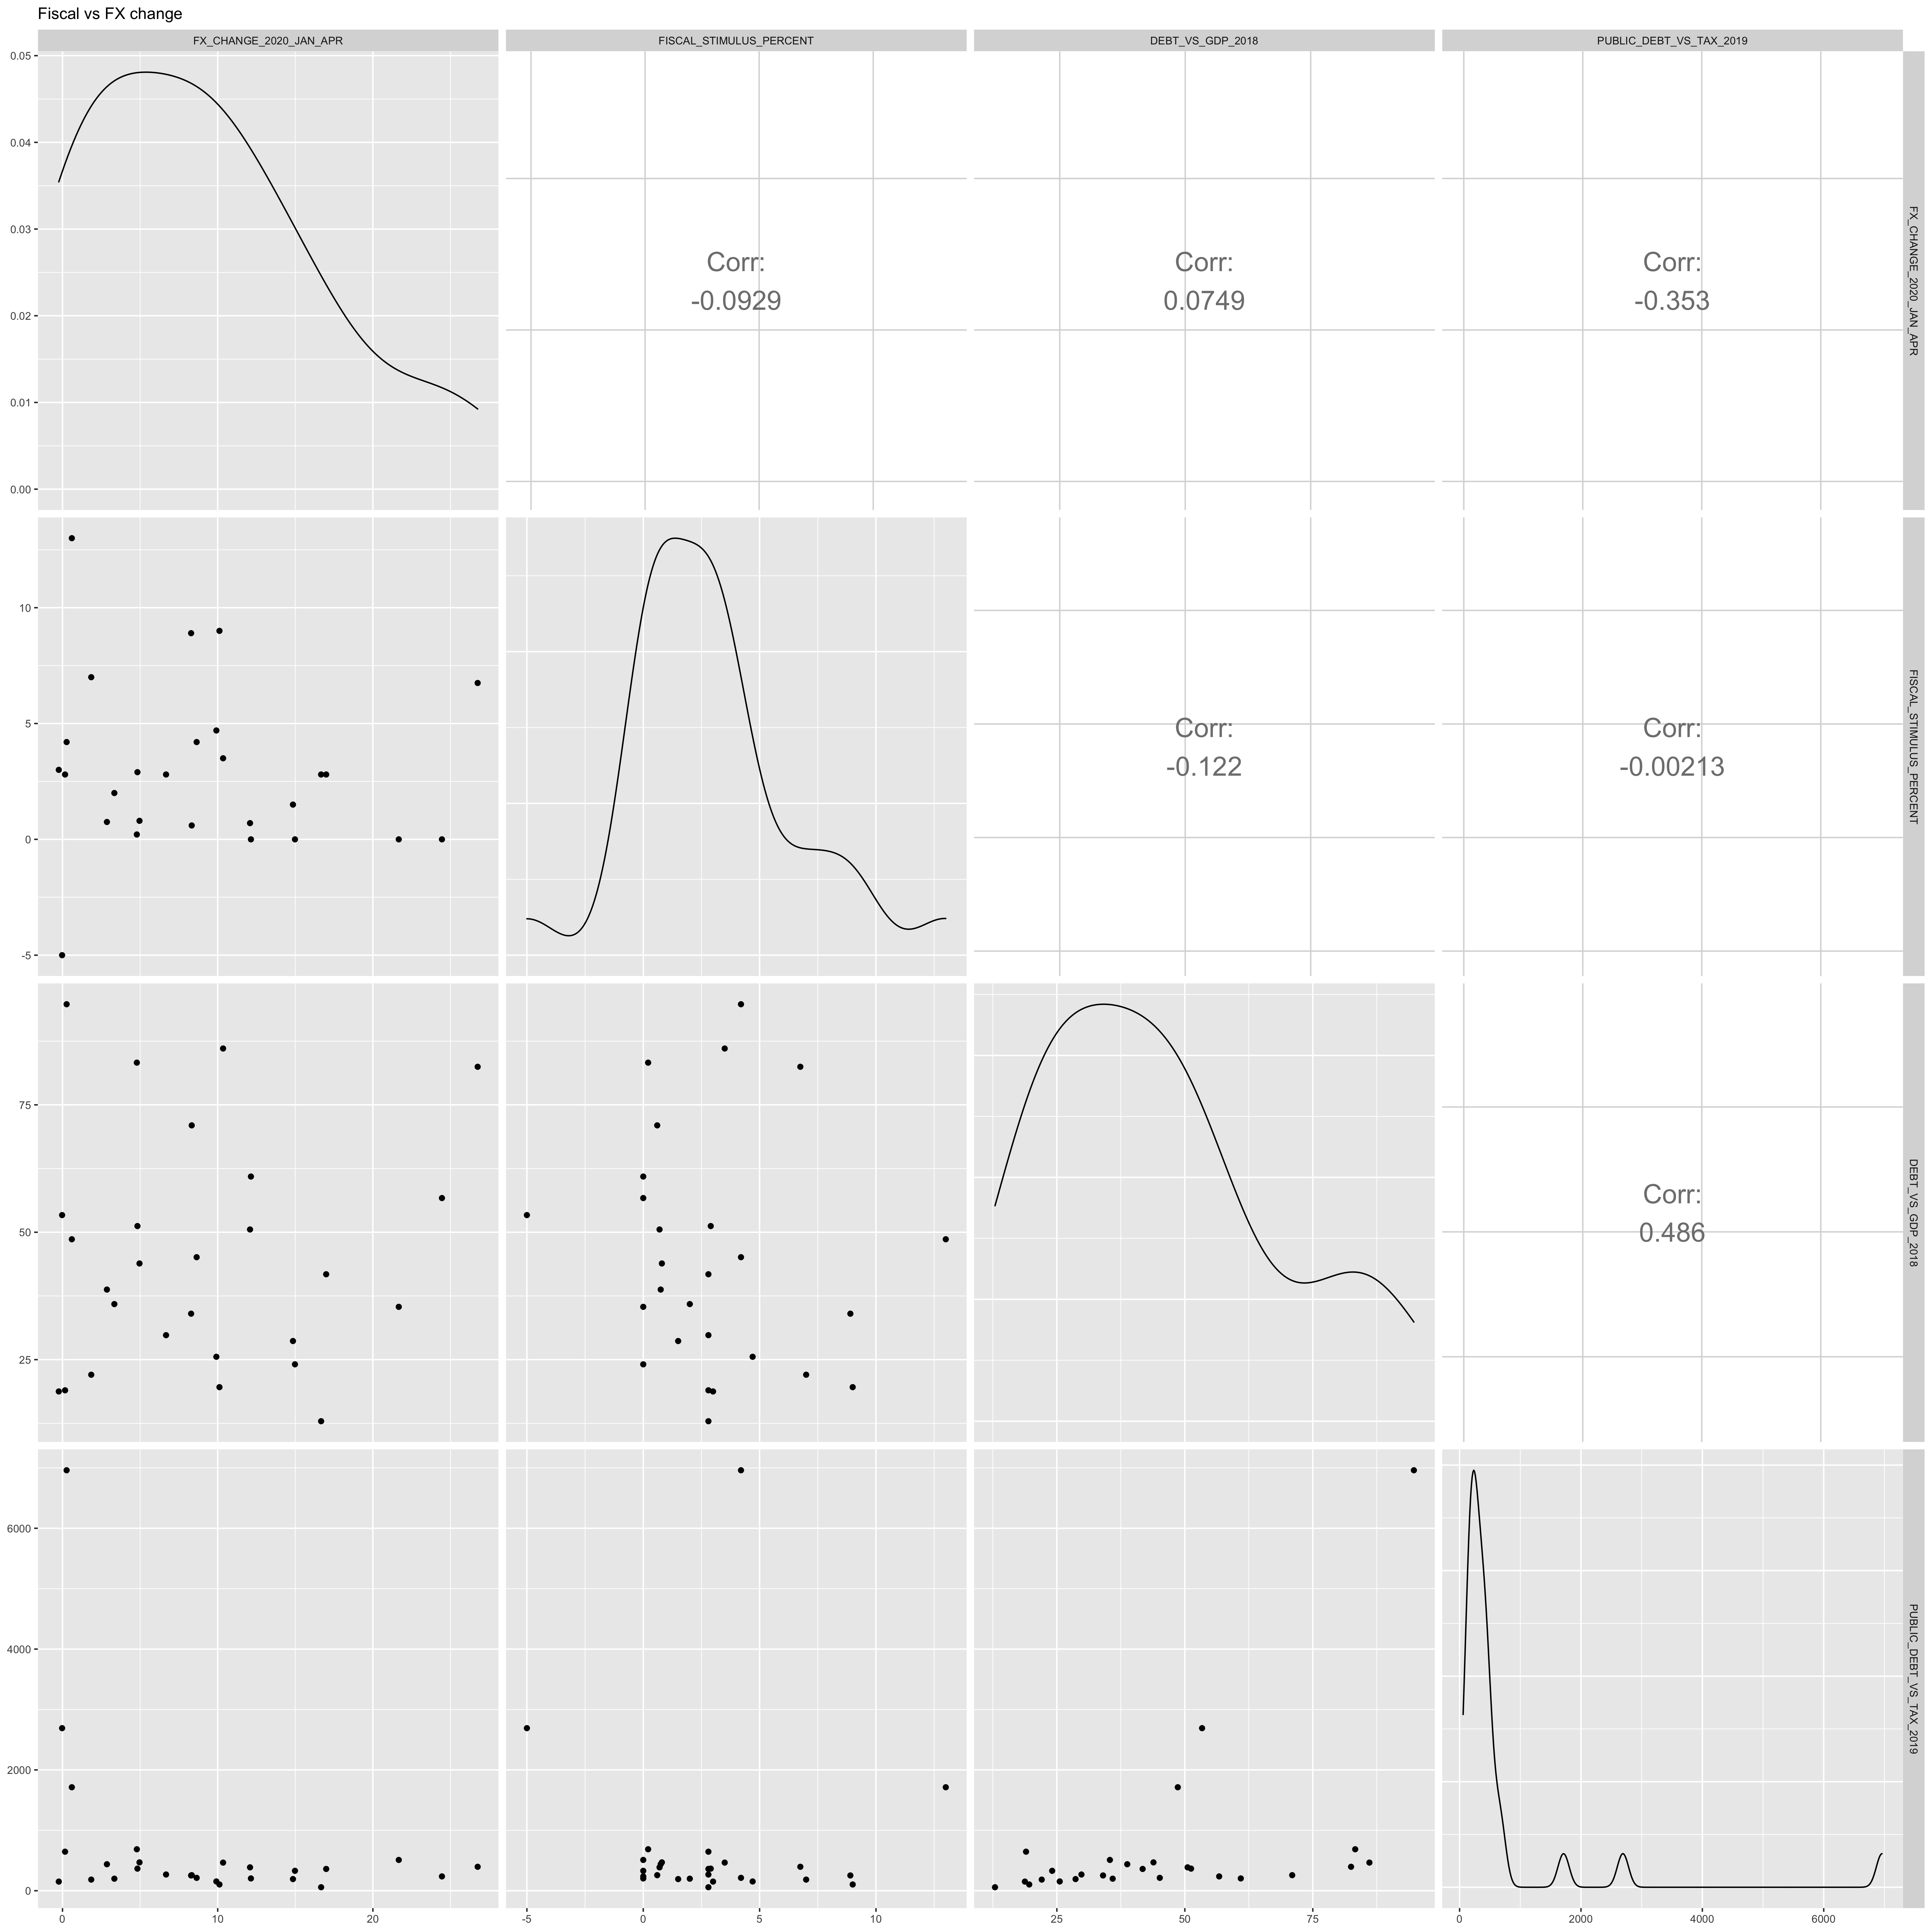 Fiscal vs FX change
FX_CHANGE_2020_JAN_APR
FISCAL_STIMULUS_PERCENT
DEBT_VS_GDP_2018
PUBLIC_DEBT_VS_TAX_2019
0.05
0.04
0.03
0.02
0.01
0.00
Corr:
-0.0929
Corr:
0.0749
Corr:
-0.353
FX_CHANGE_2020_JAN_APR
10
5
0
-5
Corr:
-0.122
Corr:
-0.00213
FISCAL_STIMULUS_PERCENT
75
50
25
Corr:
0.486
DEBT_VS_GDP_2018
6000
4000
2000
0
PUBLIC_DEBT_VS_TAX_2019
0
10
20
-5
0
5
10
25
50
75
0
2000
4000
6000